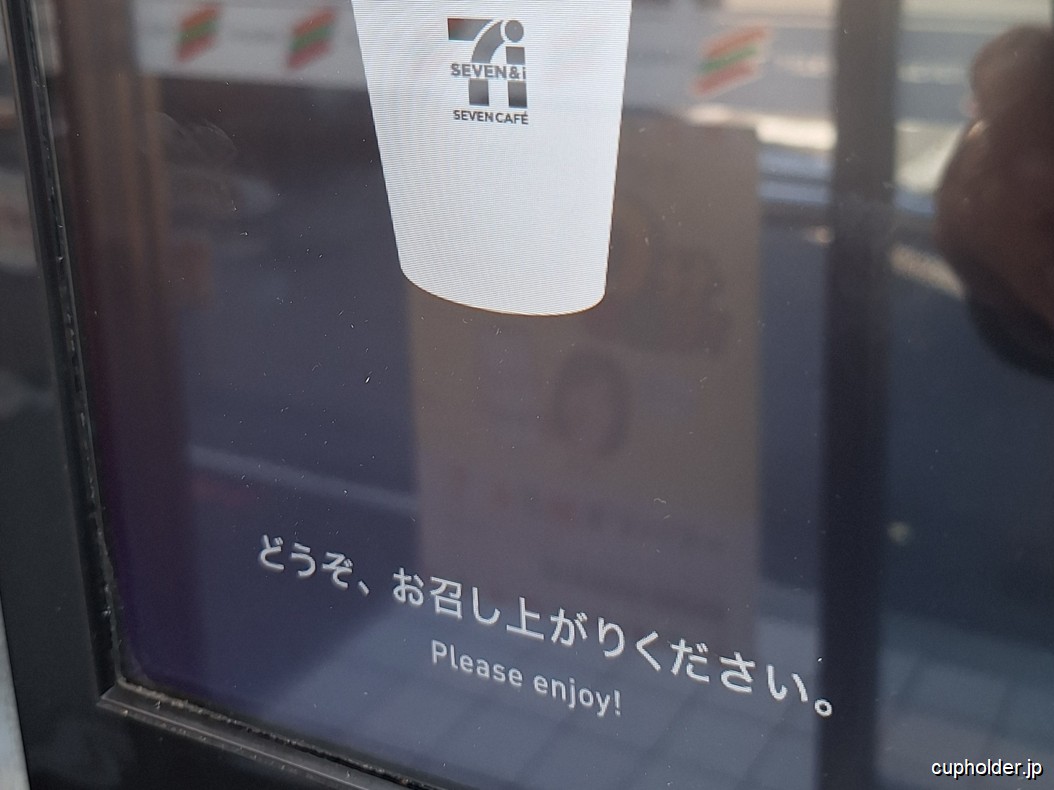 SEVEN&i
SEVEN CAFÉ
どうぞ、お召し上がりください。
Please enjoy!
cupholder.jp